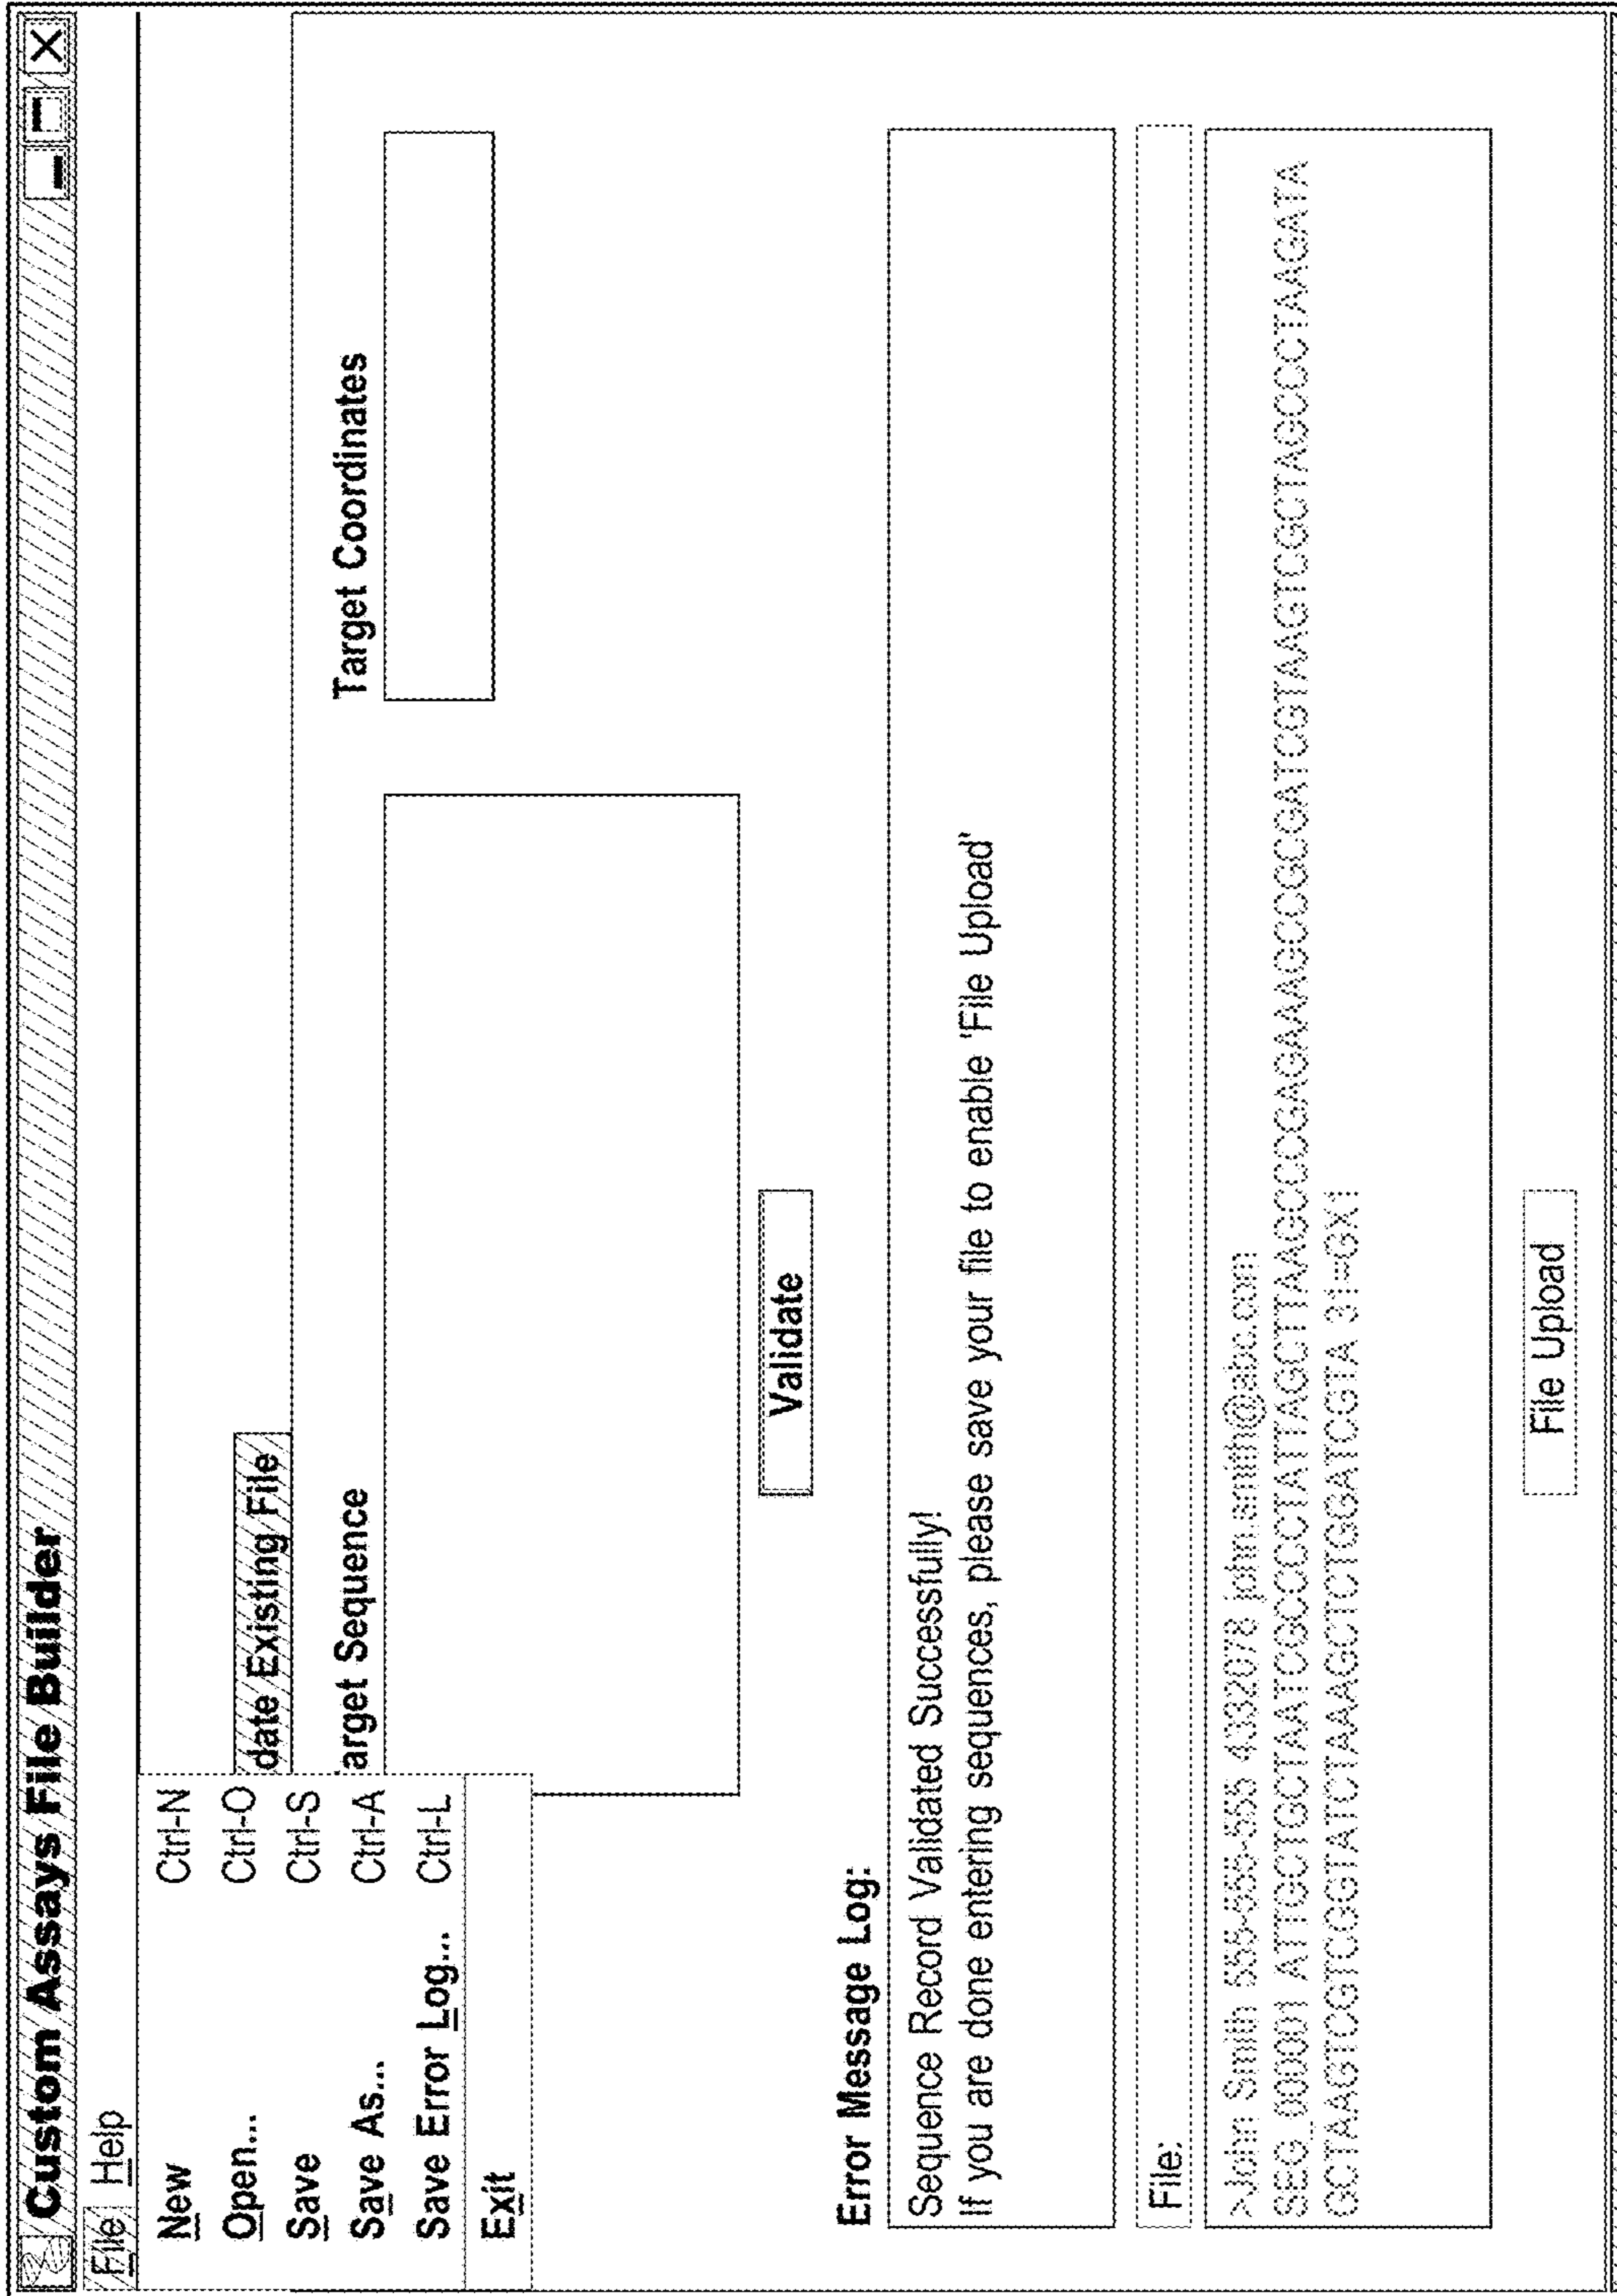 Custom Assays File Builder
File Help
New Ctrl-N
Open... Ctrl-O
Save Ctrl-S
Save As... Ctrl-A
Save Error Log... Ctrl-L
Exit
date Existing File
arget Sequence
Target Coordinates
Validate
Error Message Log:
Sequence Record Validated Successfully!
If you are done entering sequences, please save your file to enable 'File Upload'
File:
>John Smith 555-555-555 4332078 john.smith@abc.com
GCTAAGTCGTCGGTATCTAAAGCTCTGGATCGTA 31=GX1
File Upload